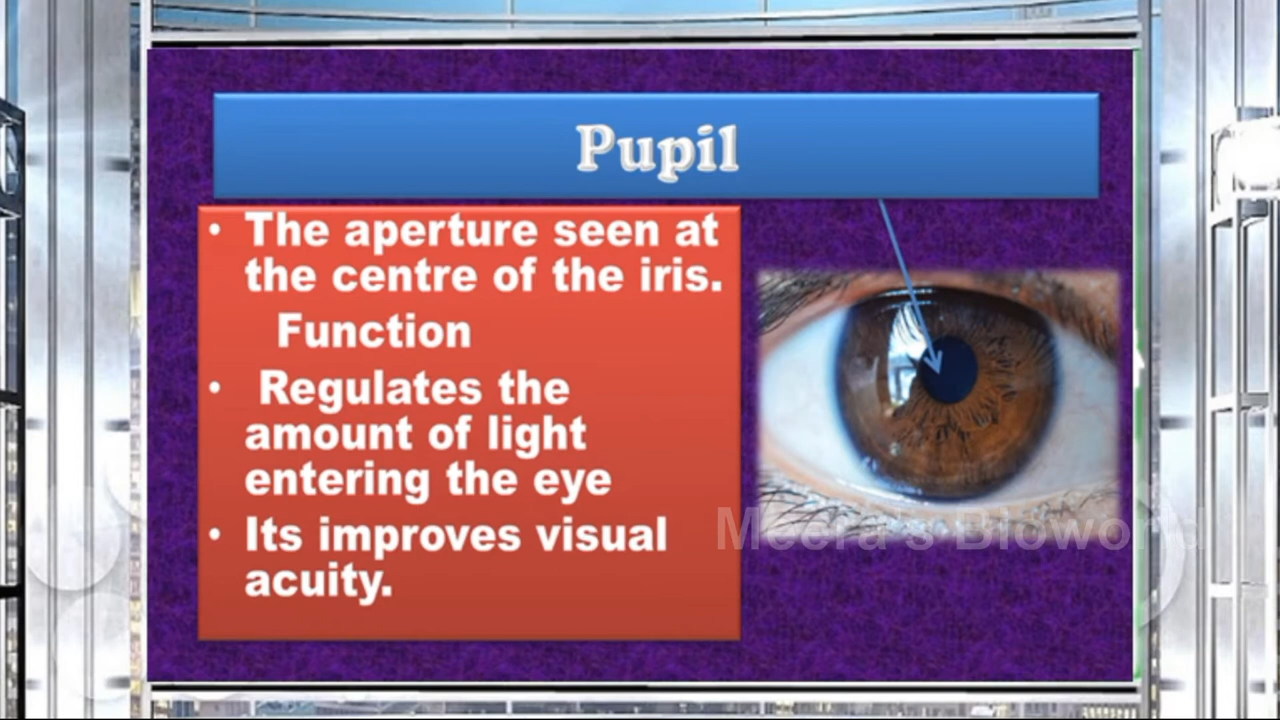 Pupil
• The aperture seen at
the centre of the iris.
Function
• Regulates the
amount of light
entering the eye
• Its improves visual
acuity.
Meera's Bioworld